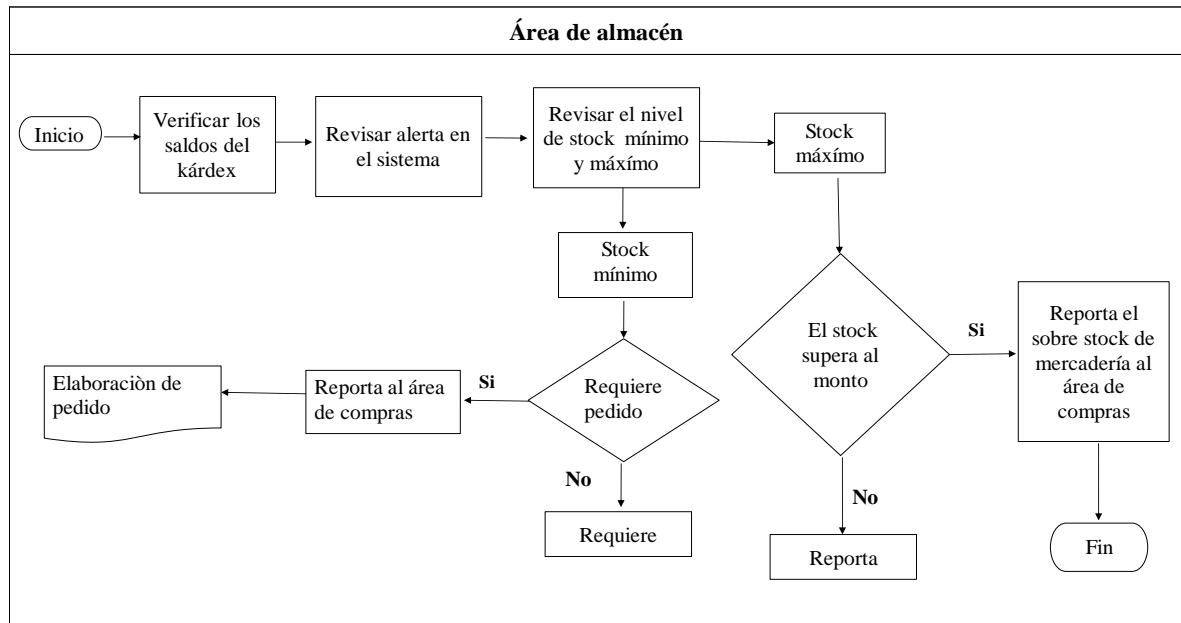 Área de almacén
Inicio
Verificar los
saldos del
kárdex
Revisar alerta en
el sistema
Revisar el nivel
de stock mínimo
y máxímo
Stock
máxímo
Stock
mínimo
El stock
supera al
monto
Si
Reporta el
sobre stock de
mercadería al
área de
compras
Elaboraciòn de
pedido
Reporta al área
de compras
Si
Requiere
pedido
No
Requiere
No
Reporta
Fin